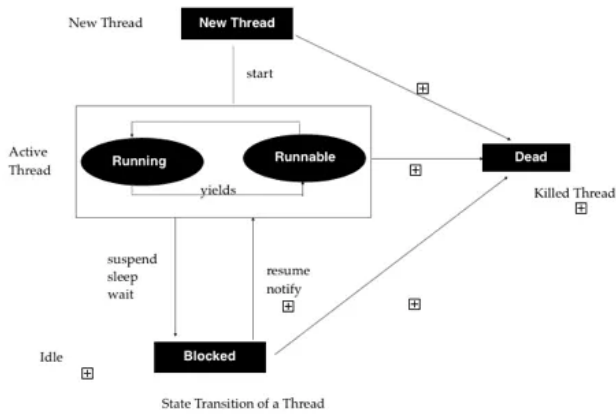 New Thread
New Thread
start
Active
Thread
Running
Runnable
yields
Dead
Killed Thread
suspend
sleep
wait
resume
notify
Idle
Blocked
State Transition of a Thread